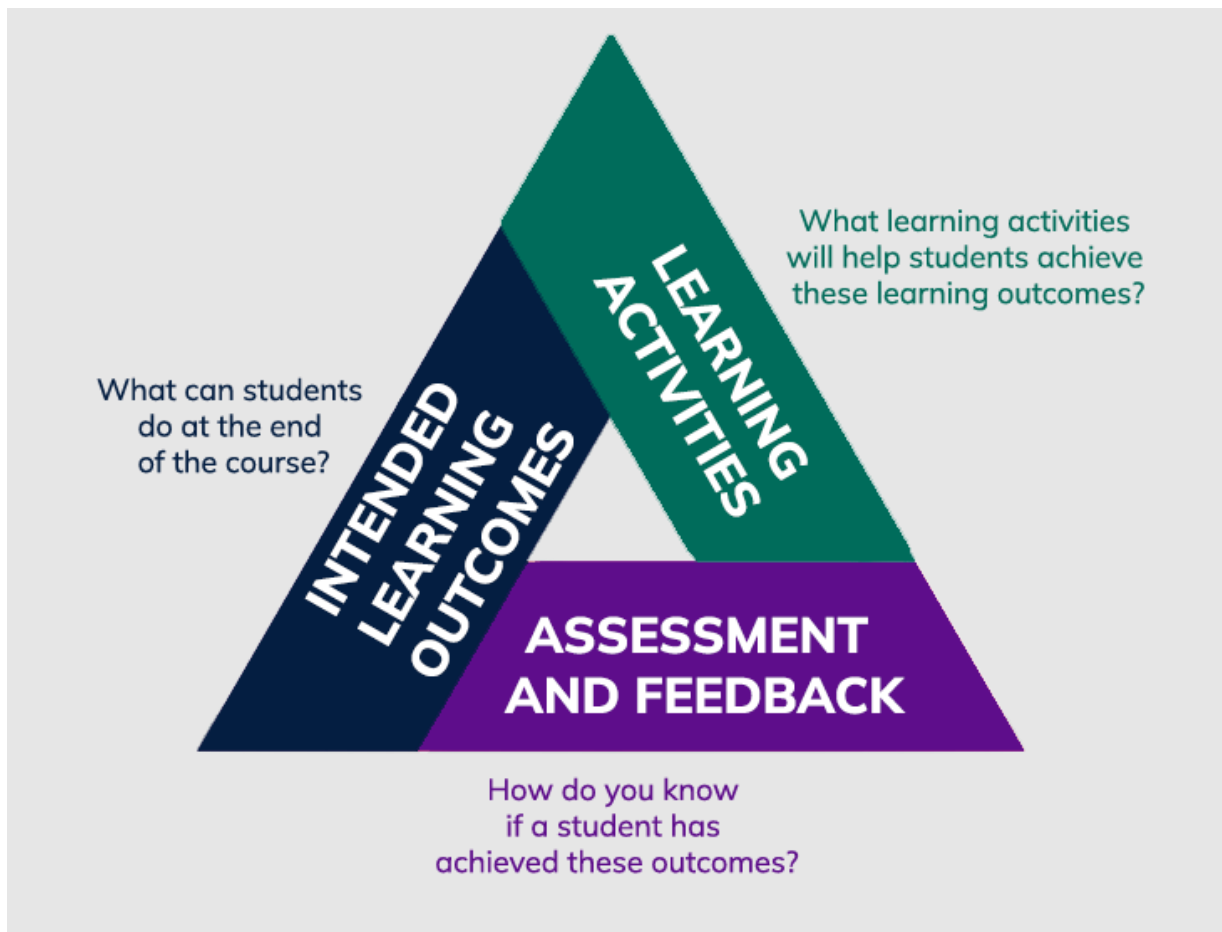 What learning activities
will help students achieve
these learning outcomes?
LEARNING
ACTIVITIES
What can students
do at the end
of the course?
INTENDED
LEARNING
OUTCOMES
ASSESSMENT
AND FEEDBACK
How do you know
if a student has
achieved these outcomes?